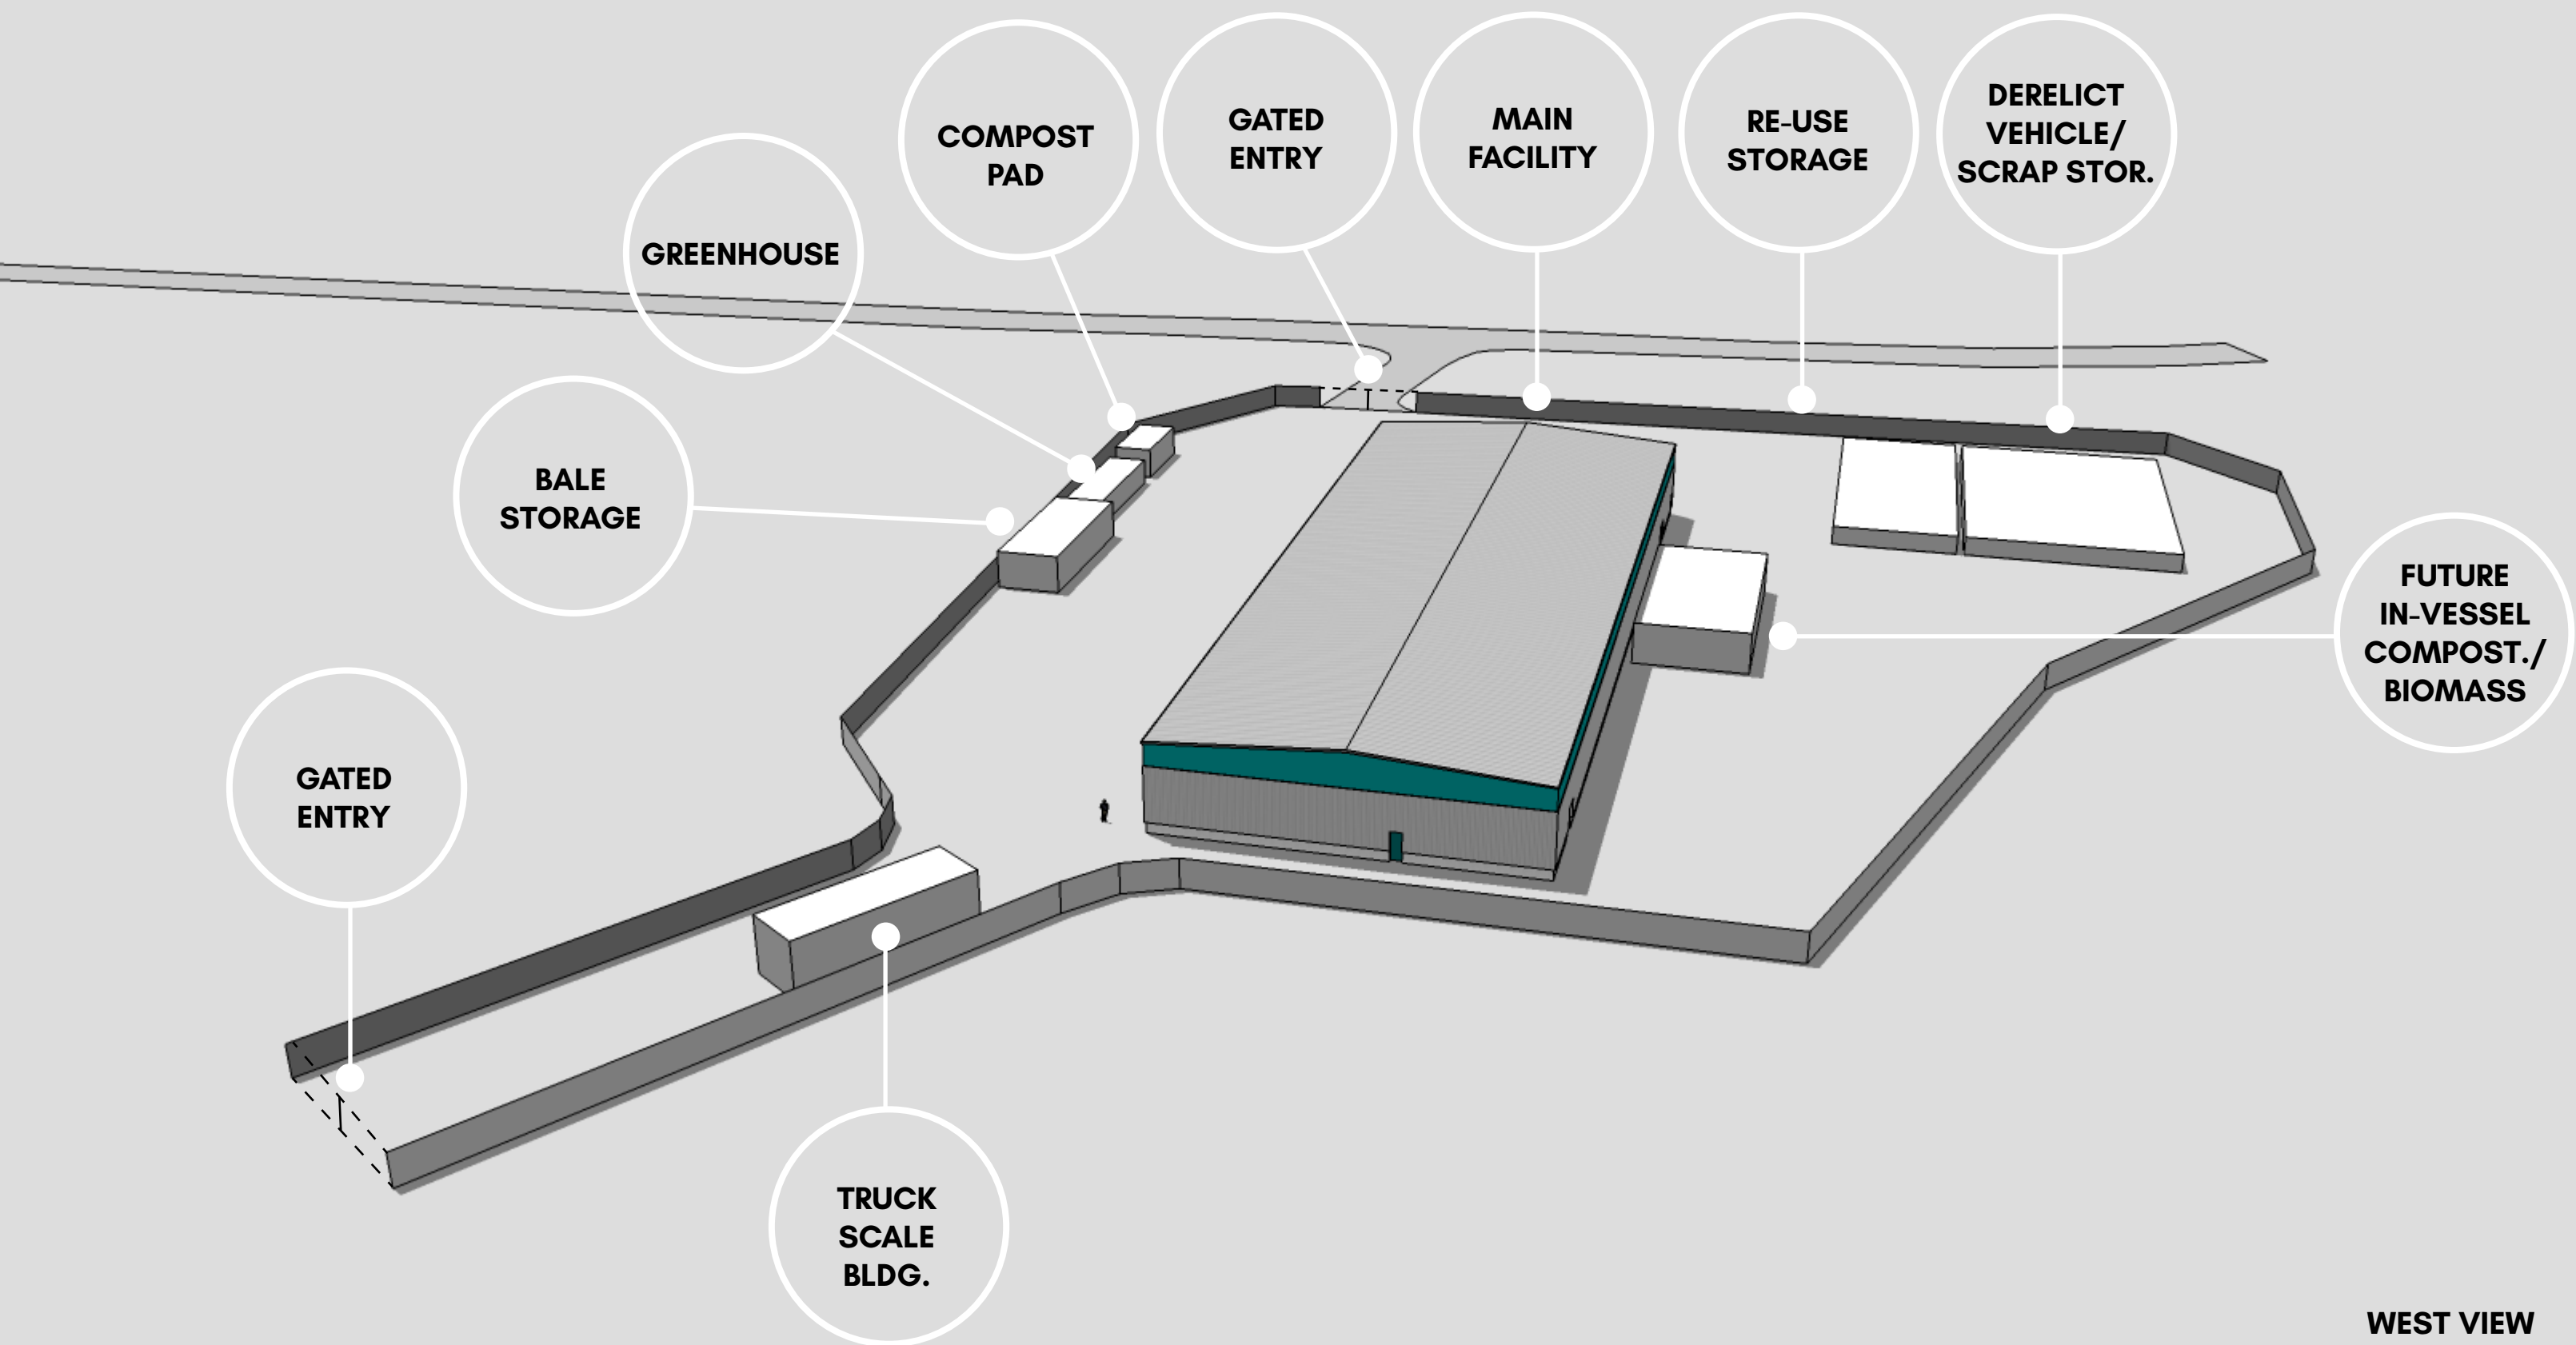 COMPOST
PAD
GATED
ENTRY
MAIN
FACILITY
RE-USE
STORAGE
DERELICT
VEHICLE/
SCRAP STOR.
GREENHOUSE
BALE
STORAGE
FUTURE
IN-VESSEL
COMPOST./
BIOMASS
GATED
ENTRY
TRUCK
SCALE
BLDG.
WEST VIEW